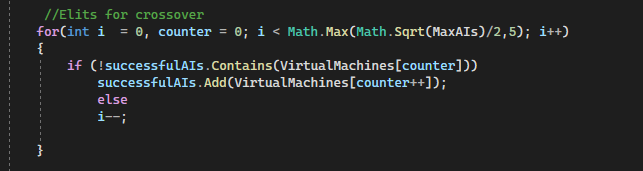 //Elits for crossover
for(int i = 0, counter = 0; i < Math.Max(Math.Sqrt(MaxAIs)/2,5); i++)
{
if (!successfulAIs.Contains(VirtualMachines[counter]))
successfulAIs.Add(VirtualMachines[counter++]);
else
i--;
}